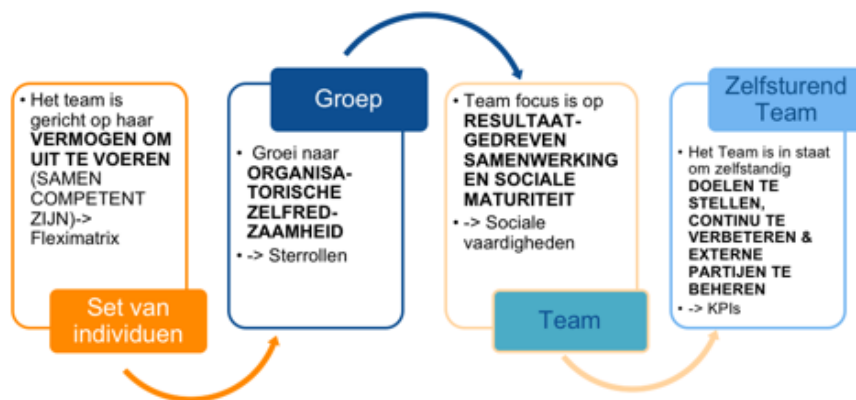 • Het team is
gericht op haar
VERMOGEN OM
UIT TE VOEREN
(SAMEN
COMPETENT
ZIJN)->
Fleximatrix
Set van
individuen
Groep
• Groei naar
ORGANISA-
TORISCHE
ZELFRED-
ZAAMHEID
• -> Sterrollen
• Team focus is op
RESULTAAT-
GEDREVEN
SAMENWERKING
EN SOCIALE
MATURITEIT
• -> Sociale
vaardigheden
Team
Zelfsturend
Team
• Het Team is in staat
om zelfstandig
DOELEN TE
STELLEN,
CONTINU TE
VERBETEREN &
EXTERNE
PARTIJEN TE
BEHEREN
• -> KPIs